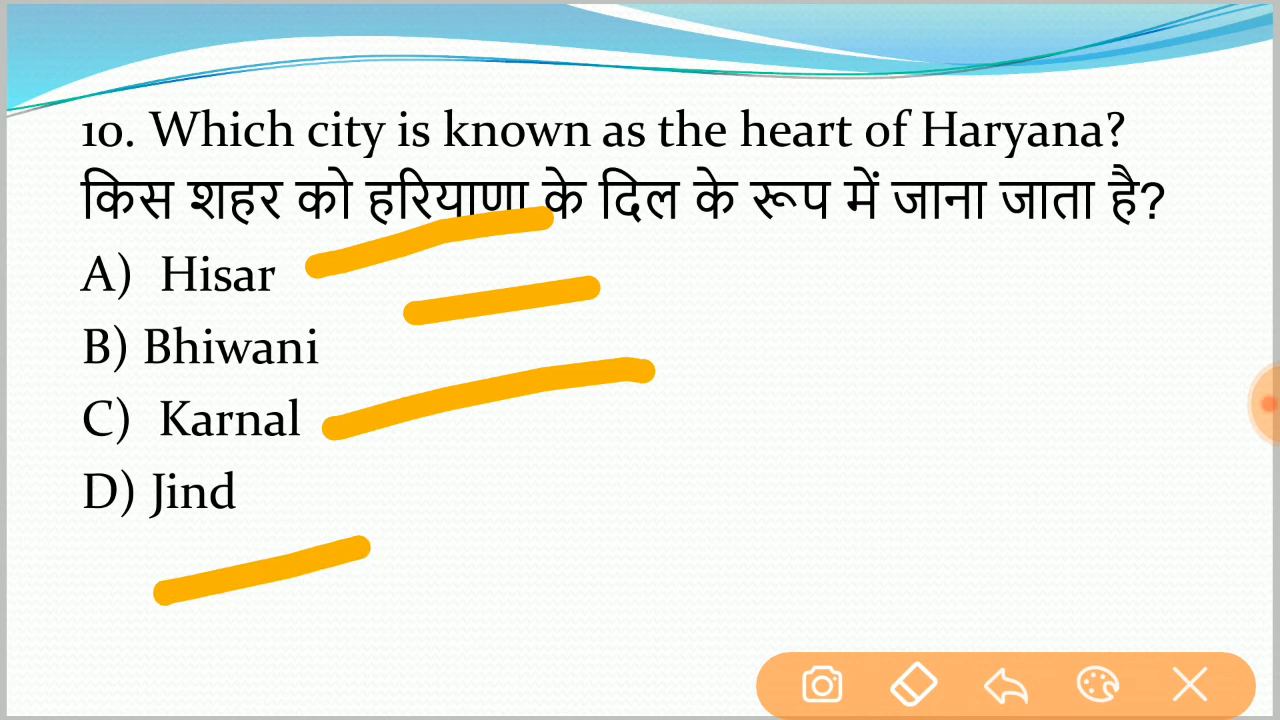 10. Which city is known as the heart of Haryana?
किस शहर को हरियाणा के दिल के रूप में जाना जाता है?
A) Hisar
B) Bhiwani
C) Karnal
D) Jind